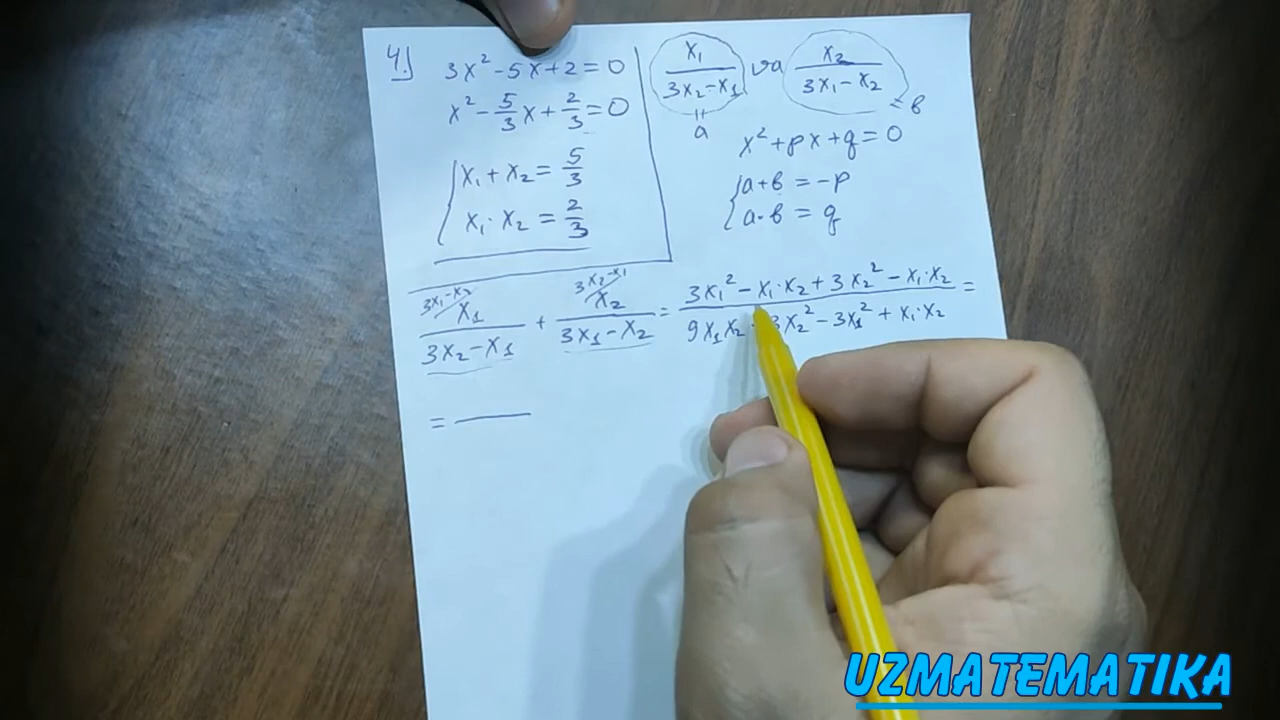 4.)
3x² - 5x + 2 = 0
x² - 5/3 x + 2/3 = 0
x₁ + x₂ = 5/3
x₁ · x₂ = 2/3
x₁/(3x₂ - x₁) va x₂/(3x₁ - x₂)
= a
= b
x² + px + q = 0
a + b = -p
a · b = q
3x₁-x₂ 3x₂-x₁
x₁/(3x₂ - x₁) + x₂/(3x₁ - x₂) = (3x₁² - x₁·x₂ + 3x₂² - x₁·x₂)/(9x₁x₂ - 3x₂² - 3x₁² + x₁·x₂) =
=
UZMATEMATIKA